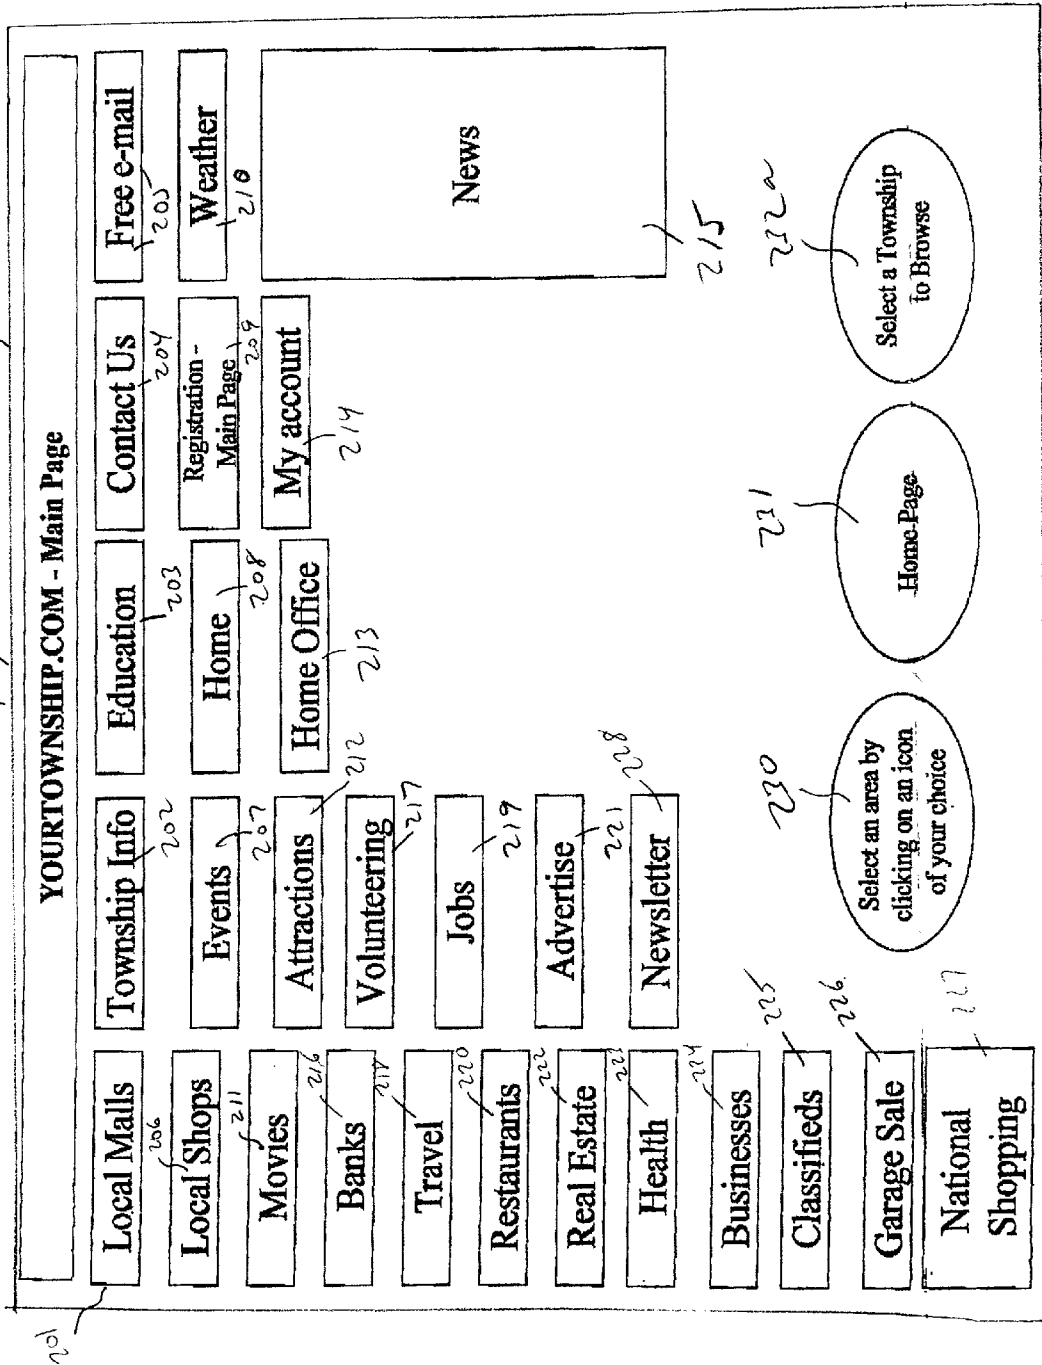 YOURTOWNSHIP.COM - Main Page
201
Local Malls
Township Info
202
Education
203
Contact Us
204
Free e-mail
205
Local Shops
206
Events
207
Home
208
Registration -
Main Page
209
Weather
210
Movies
211
Attractions
212
Home Office
213
My account
214
News
215
Banks
216
Volunteering
217
Travel
218
Jobs
219
Restaurants
220
Advertise
221
Real Estate
222
Newsletter
228
Health
223
Businesses
224
Classifieds
225
Garage Sale
226
National
Shopping
227
Select an area by
clicking on an icon
of your choice
230
Home Page
231
Select a Township
to Browse
232a